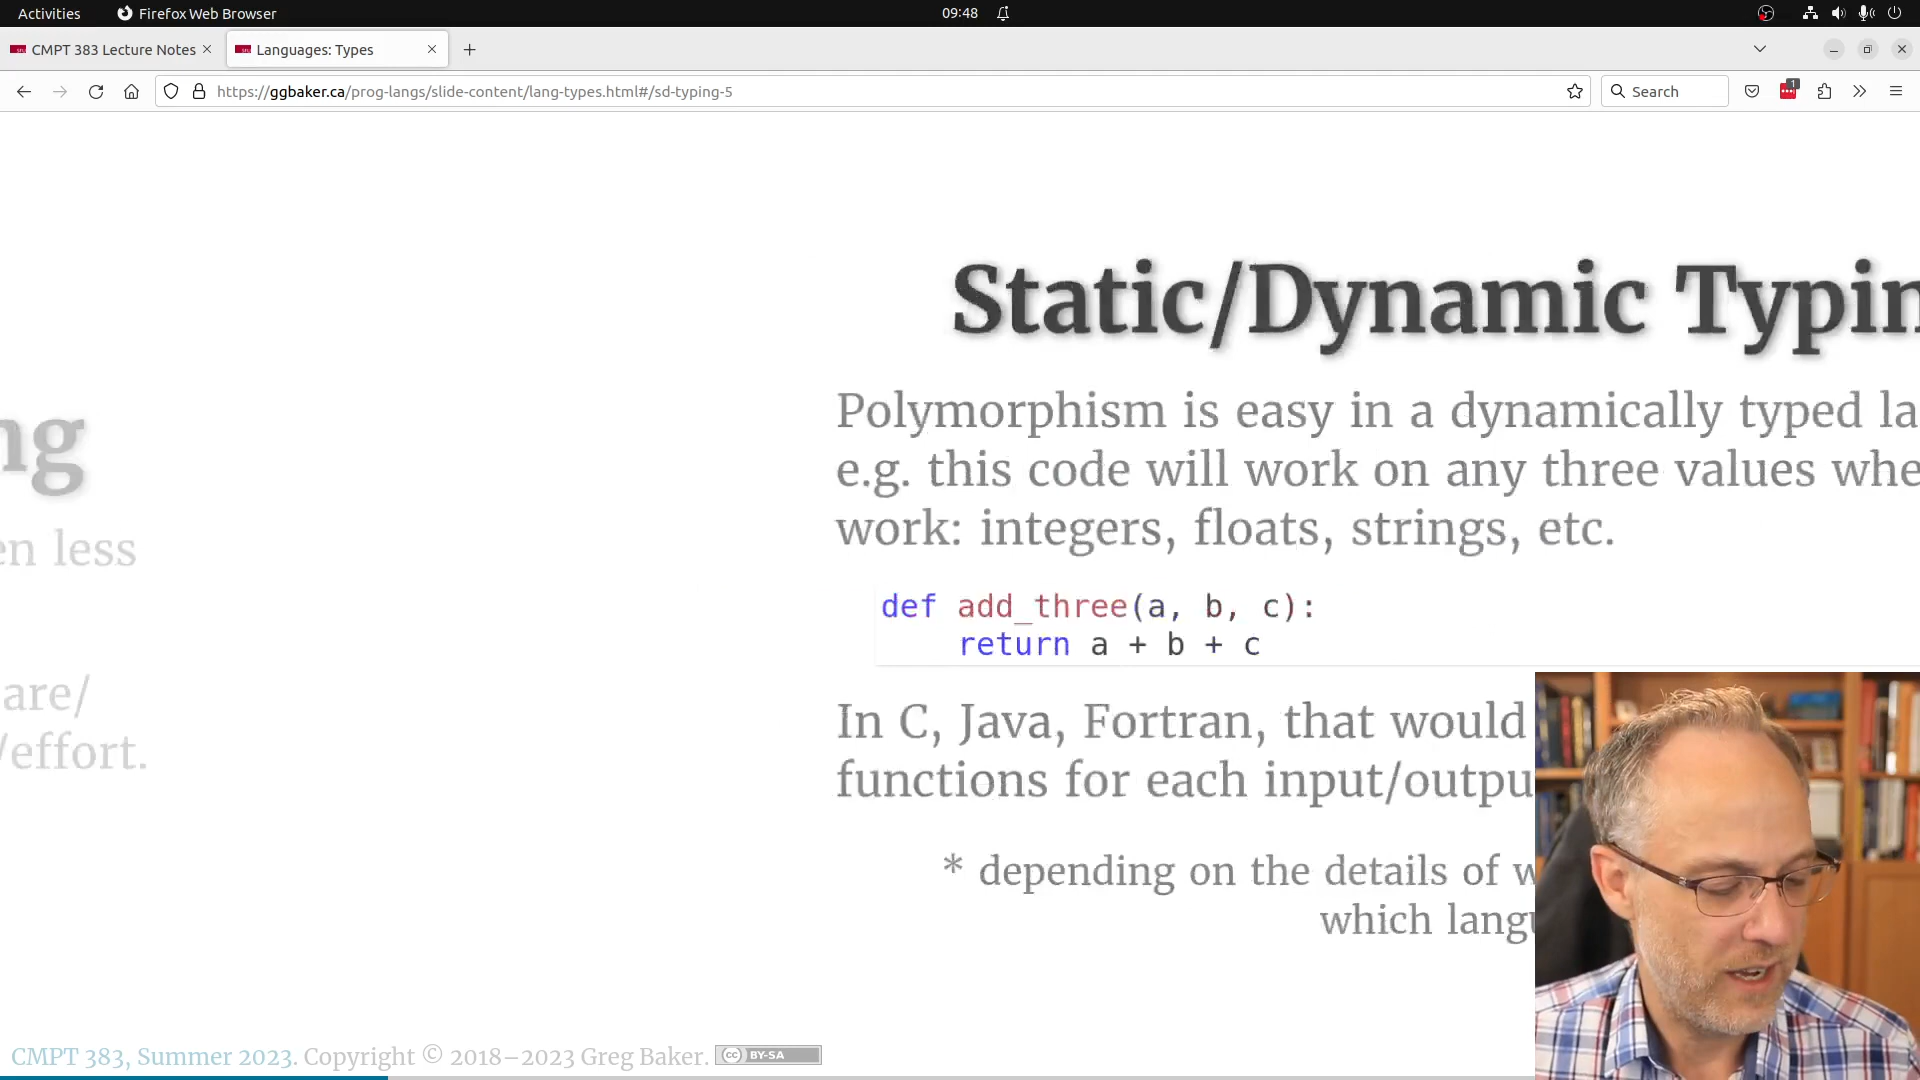 Activities
Firefox Web Browser
09:48
CMPT 383 Lecture Notes
Languages: Types
https://ggbaker.ca/prog-langs/slide-content/lang-types.html#/sd-typing-5
Search
1
Static/Dynamic Typin
Polymorphism is easy in a dynamically typed la
e.g. this code will work on any three values whe
work: integers, floats, strings, etc.
def add_three(a, b, c):
return a + b + c
In C, Java, Fortran, that would
functions for each input/outpu
* depending on the details of w
which langu
ng
en less
are/
/effort.
CMPT 383, Summer 2023. Copyright © 2018–2023 Greg Baker.
cc BY-SA